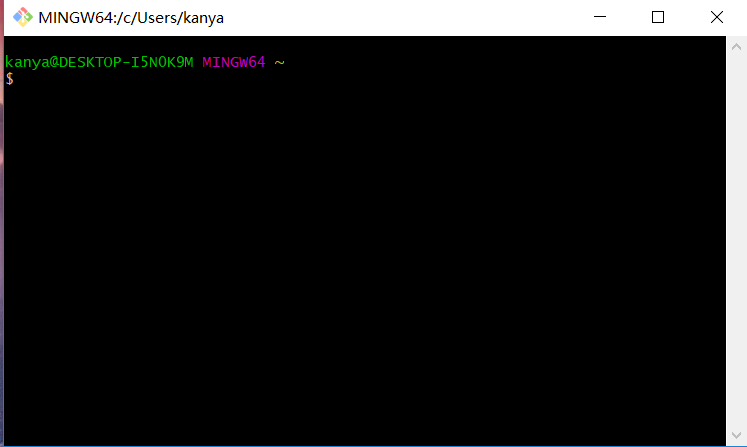 MINGW64:/c/Users/kanya
kanya@DESKTOP-I5N0K9M MINGW64 ~
$